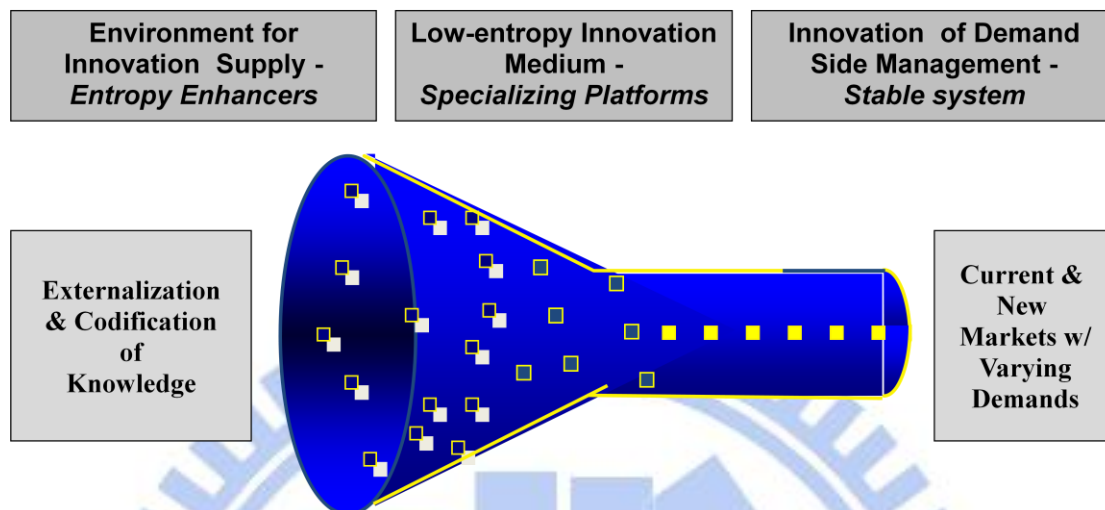 Environment for
Innovation Supply -
Entropy Enhancers
Low-entropy Innovation
Medium -
Specializing Platforms
Innovation of Demand
Side Management -
Stable system
Externalization
& Codification
of
Knowledge
Current &
New
Markets w/
Varying
Demands